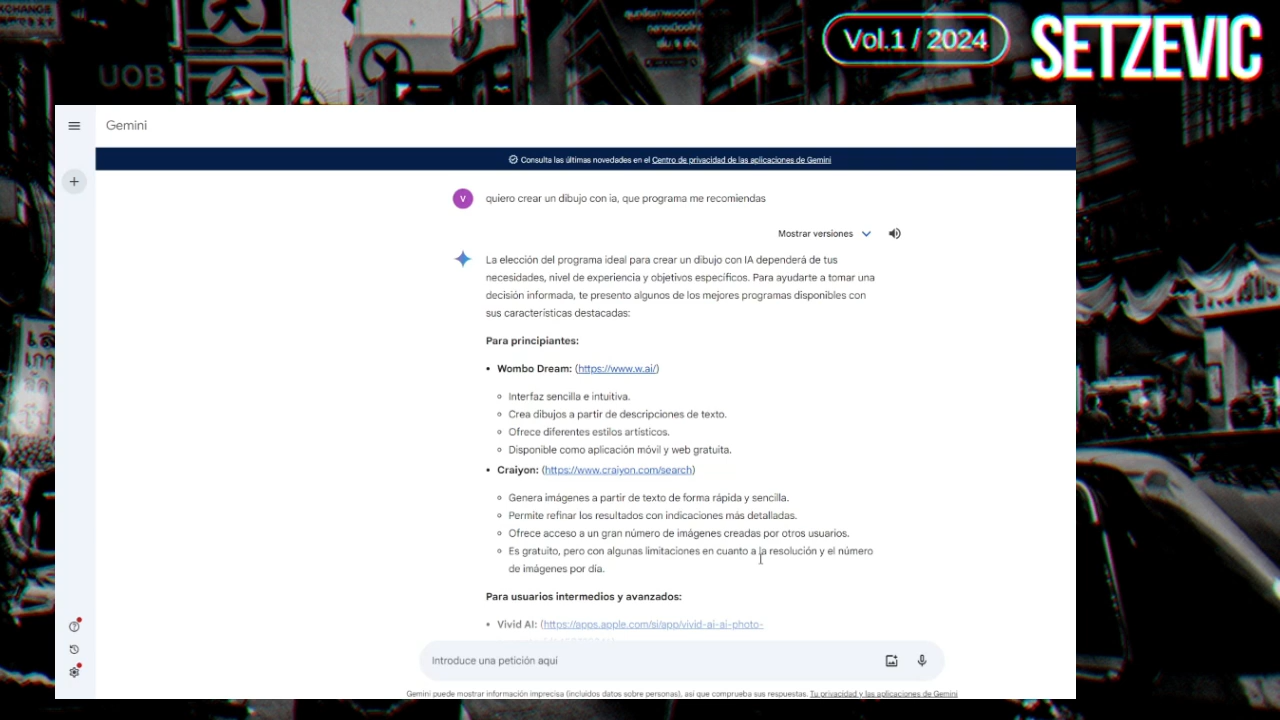 XCHANGE
UOB
Vol.1 / 2024
SETZEVIC
Gemini
Consulta las últimas novedades en el Centro de privacidad de las aplicaciones de Gemini
V
quiero crear un dibujo con ia, que programa me recomiendas
Mostrar versiones
La elección del programa ideal para crear un dibujo con IA dependerá de tus
necesidades, nivel de experiencia y objetivos específicos. Para ayudarte a tomar una
decisión informada, te presento algunos de los mejores programas disponibles con
sus características destacadas:
Para principiantes:
• Wombo Dream: (https://www.w.ai/)
Interfaz sencilla e intuitiva.
Crea dibujos a partir de descripciones de texto.
Ofrece diferentes estilos artísticos.
Disponible como aplicación móvil y web gratuita.
• Craiyon: (https://www.craiyon.com/search)
Genera imágenes a partir de texto de forma rápida y sencilla.
Permite refinar los resultados con indicaciones más detalladas.
Ofrece acceso a un gran número de imágenes creadas por otros usuarios.
Es gratuito, pero con algunas limitaciones en cuanto a la resolución y el número
de imágenes por día.
Para usuarios intermedios y avanzados:
• Vivid AI: (https://apps.apple.com/si/app/vivid-ai-ai-photo-
Introduce una petición aquí
Gemini puede mostrar información imprecisa (incluidos datos sobre personas), así que comprueba sus respuestas. Tu privacidad y las aplicaciones de Gemini